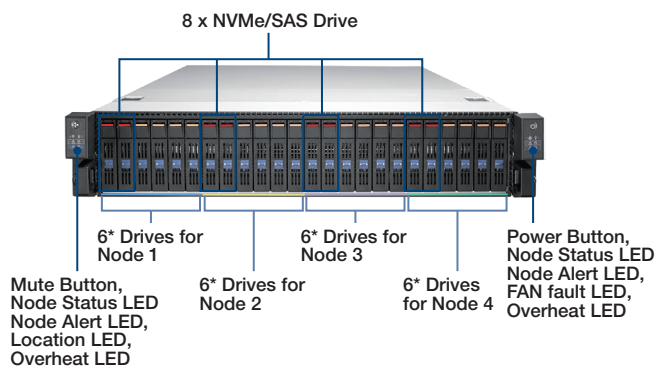 8 x NVMe/SAS Drive
6* Drives for
Node 1
6* Drives for
Node 2
6* Drives for
Node 3
6* Drives
for Node 4
Mute Button,
Node Status LED
Node Alert LED,
Location LED,
Overheat LED
Power Button,
Node Status LED
Node Alert LED,
FAN fault LED,
Overheat LED